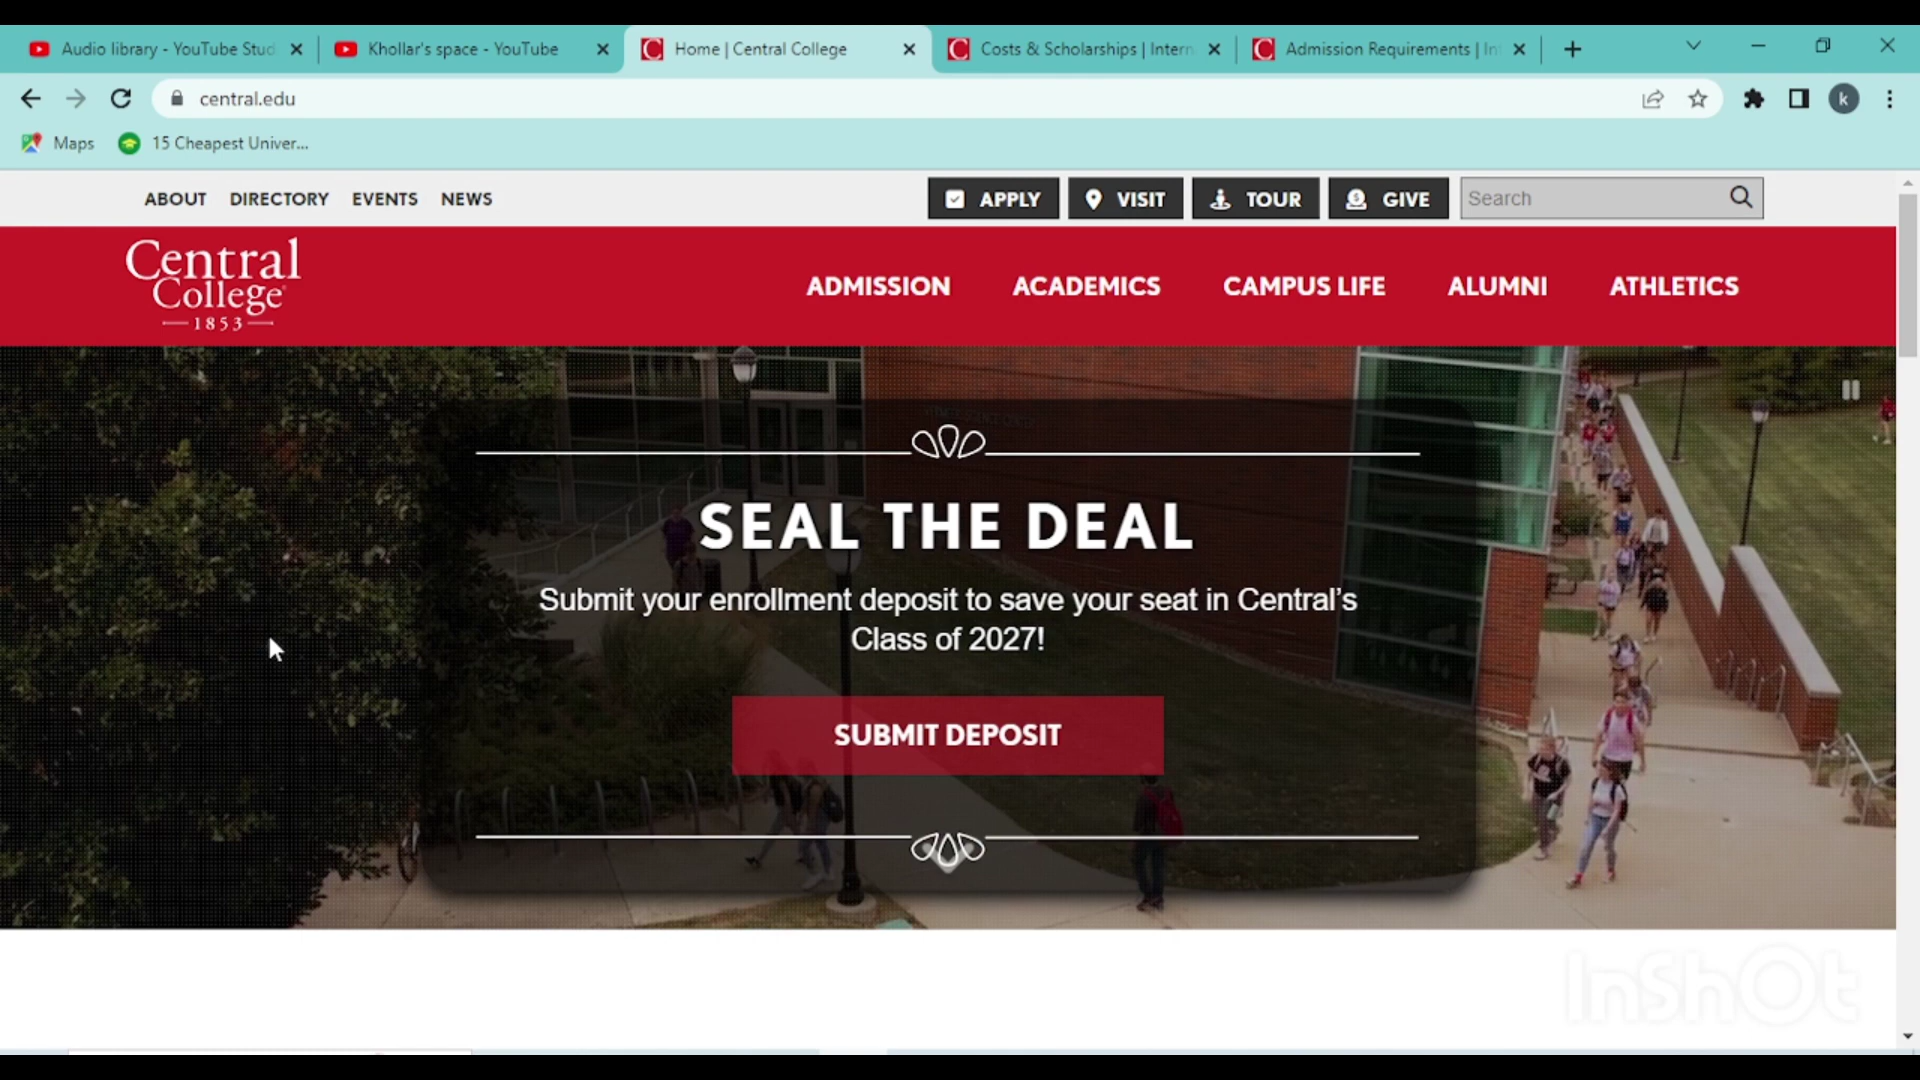 Audio library - YouTube Stud
Khollar's space - YouTube
Home | Central College
Costs & Scholarships | Intern
Admission Requirements | In
central.edu
k
Maps
15 Cheapest Univer...
ABOUT DIRECTORY EVENTS NEWS
APPLY VISIT TOUR GIVE Search
Central
College
1853
ADMISSION ACADEMICS CAMPUS LIFE ALUMNI ATHLETICS
SEAL THE DEAL
Submit your enrollment deposit to save your seat in Central's
Class of 2027!
SUBMIT DEPOSIT
InShOt